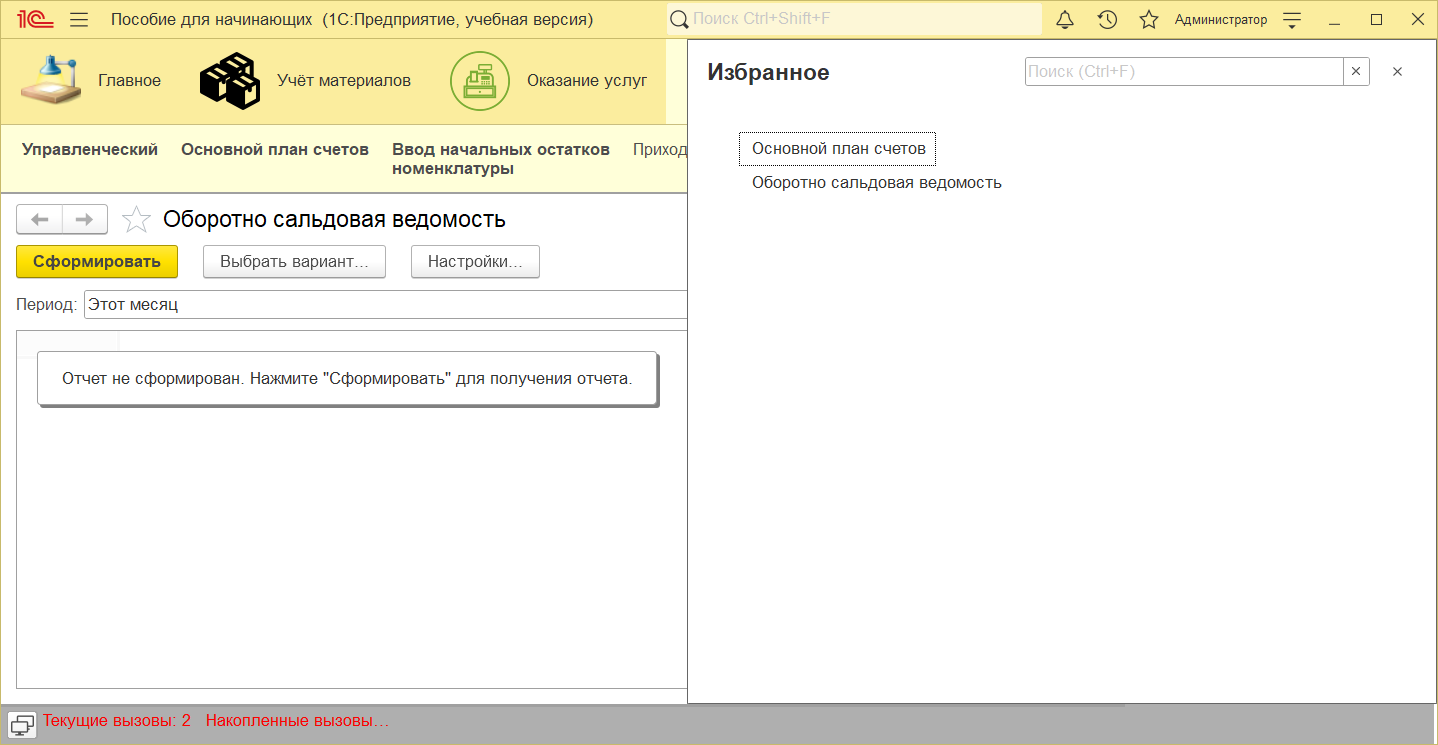 1С Пособие для начинающих (1С:Предприятие, учебная версия) Поиск Ctrl+Shift+F Администратор
Главное Учёт материалов Оказание услуг
Управленческий Основной план счетов Ввод начальных остатков номенклатуры Приход
Оборотно сальдовая ведомость
Сформировать Выбрать вариант... Настройки...
Период: Этот месяц
Отчет не сформирован. Нажмите "Сформировать" для получения отчета.
Избранное Поиск (Ctrl+F)
Основной план счетов
Оборотно сальдовая ведомость
Текущие вызовы: 2 Накопленные вызовы...